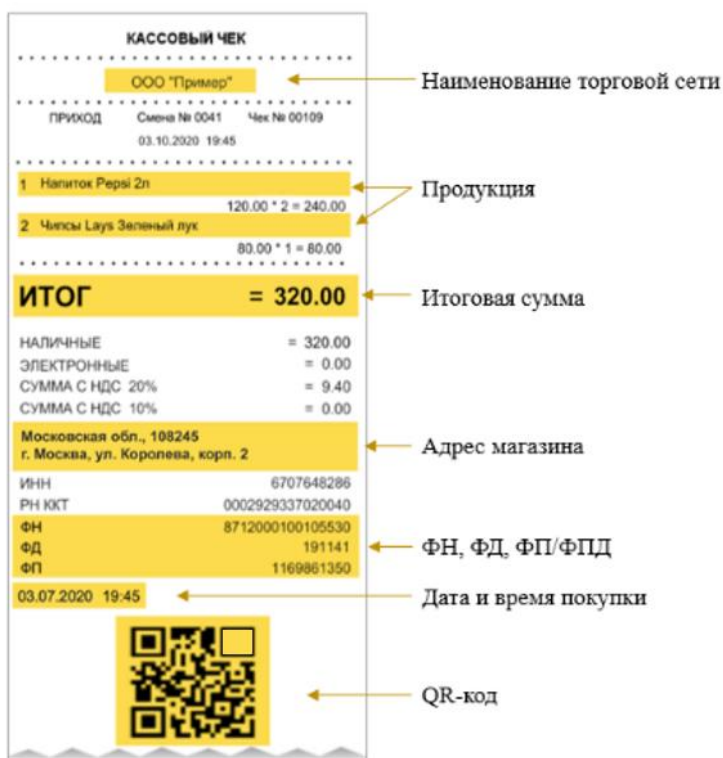 КАССОВЫЙ ЧЕК
ООО "Пример"
Наименование торговой сети
ПРИХОД Смена № 0041 Чек № 00109
03.10.2020 19:45
1 Напиток Pepsi 2л
Продукция
120.00 * 2 = 240.00
2 Чипсы Lays Зеленый лук
80.00 * 1 = 80.00
ИТОГ = 320.00
Итоговая сумма
НАЛИЧНЫЕ = 320.00
ЭЛЕКТРОННЫЕ = 0.00
СУММА С НДС 20% = 9.40
СУММА С НДС 10% = 0.00
Московская обл., 108245
г. Москва, ул. Королева, корп. 2
Адрес магазина
ИНН 6707648286
РН ККТ 0002929337020040
ФН 8712000100105530
ФД 191141
ФН, ФД, ФП/ФПД
ФП 1169861350
03.07.2020 19:45
Дата и время покупки
QR-код